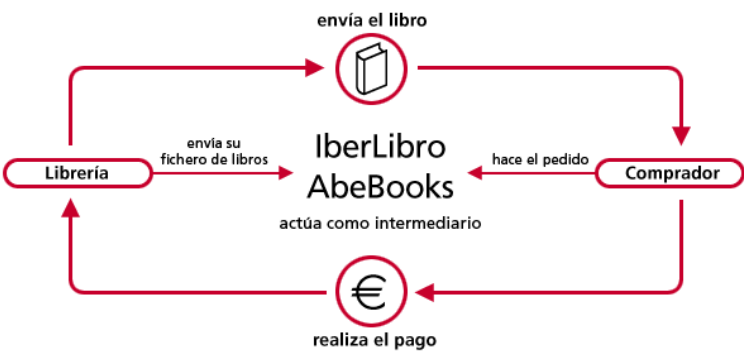 envía el libro
envía su
fichero de libros
IberLibro
AbeBooks
hace el pedido
Librería
Comprador
actúa como intermediario
€
realiza el pago